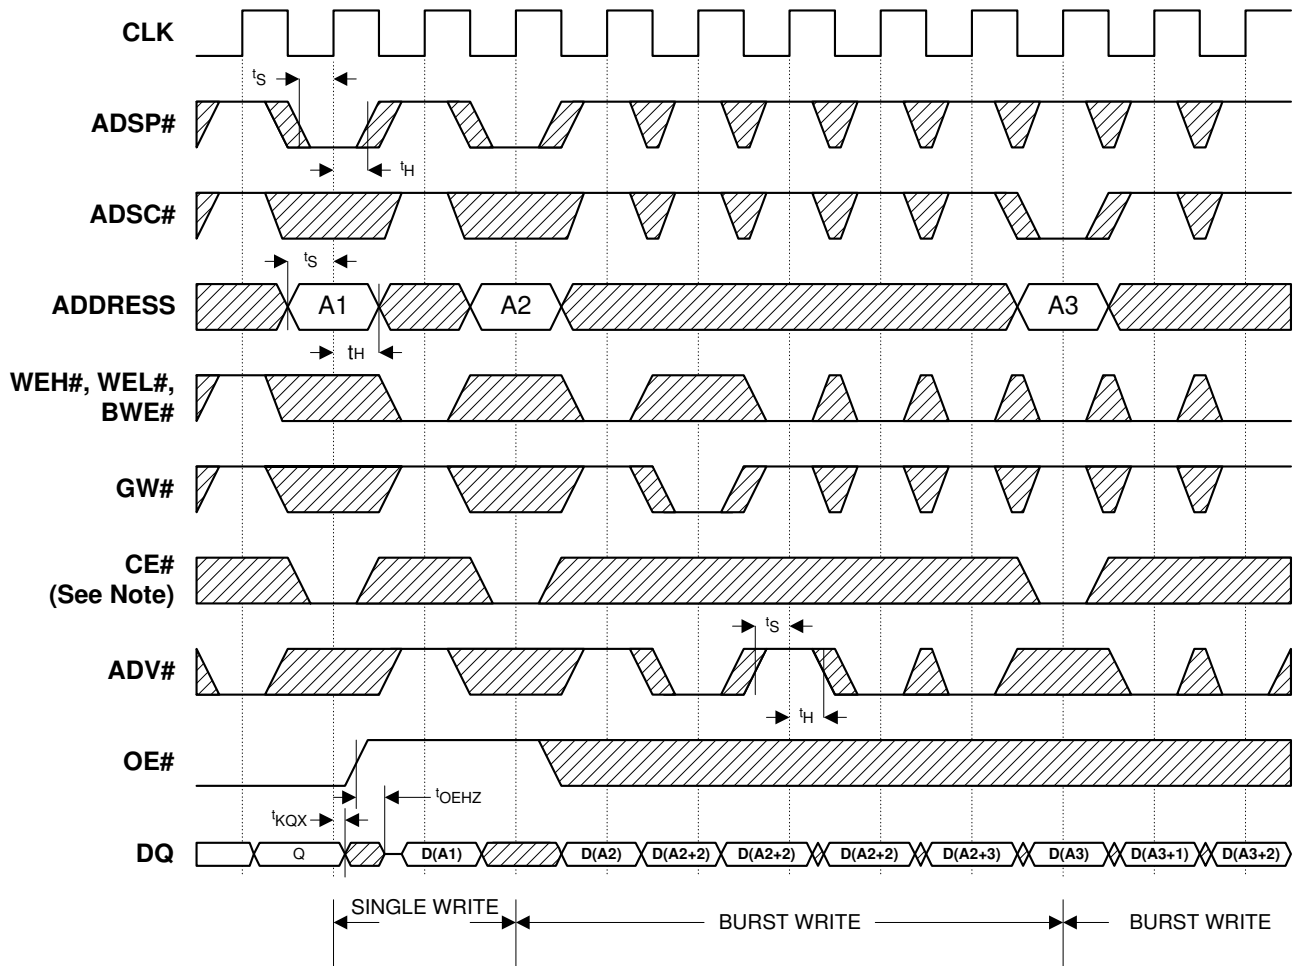 CLK
tS
ADSP#
tH
ADSC#
tS
ADDRESS A1 A2 A3
tH
WEH#, WEL#,
BWE#
GW#
CE#
(See Note)
tS
ADV#
tH
OE#
tOEHZ
tKQX
DQ Q D(A1) D(A2) D(A2+2) D(A2+2) D(A2+2) D(A2+3) D(A3) D(A3+1) D(A3+2)
SINGLE WRITE BURST WRITE BURST WRITE